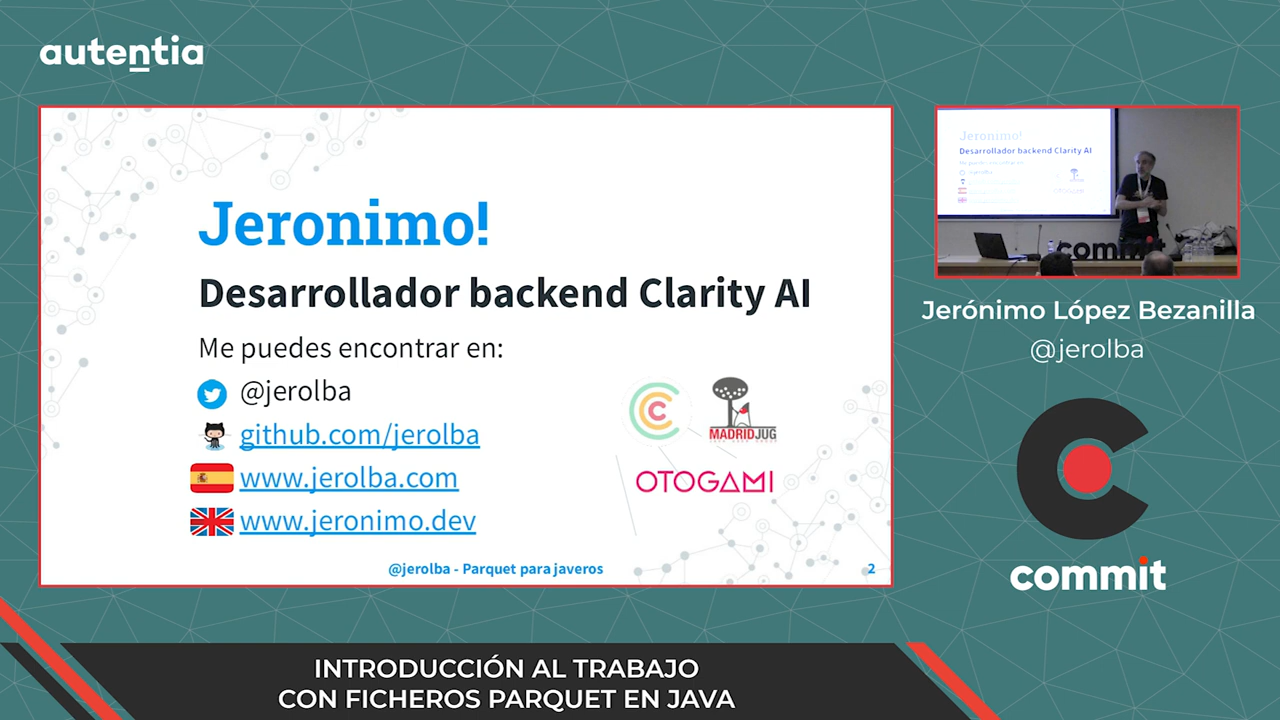 autentia
Jeronimo!
Desarrollador backend Clarity AI
Me puedes encontrar en:
@jerolba
github.com/jerolba
www.jerolba.com
www.jeronimo.dev
C
MADRIDJUG
OTOGAMI
@jerolba - Parquet para javeros
2
Jeronimo!
Desarrollador backend Clarity AI
OTOGAMI
commit
Jerónimo López Bezanilla
@jerolba
commit
INTRODUCCIÓN AL TRABAJO
CON FICHEROS PARQUET EN JAVA